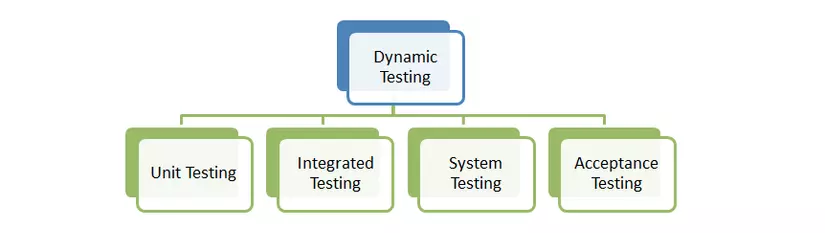 Dynamic
Testing
Unit Testing
Integrated
Testing
System
Testing
Acceptance
Testing